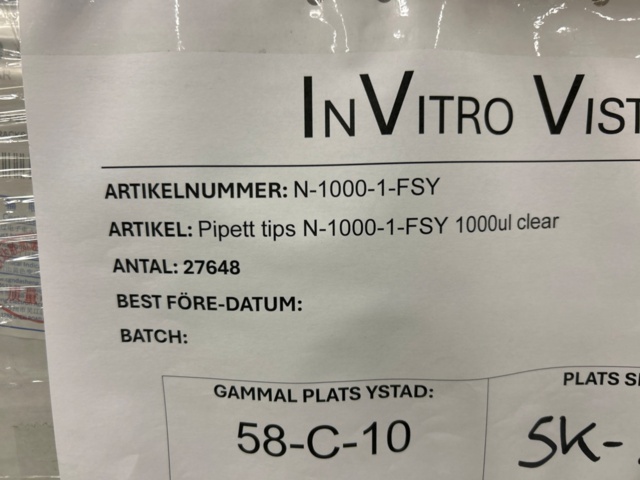 INVITRO VIST
ARTIKELNUMMER: N-1000-1-FSY
ARTIKEL: Pipett tips N-1000-1-FSY 1000ul clear
ANTAL: 27648
BEST FÖRE-DATUM:
BATCH:
GAMMAL PLATS YSTAD:
PLATS
58-C-10
SK-